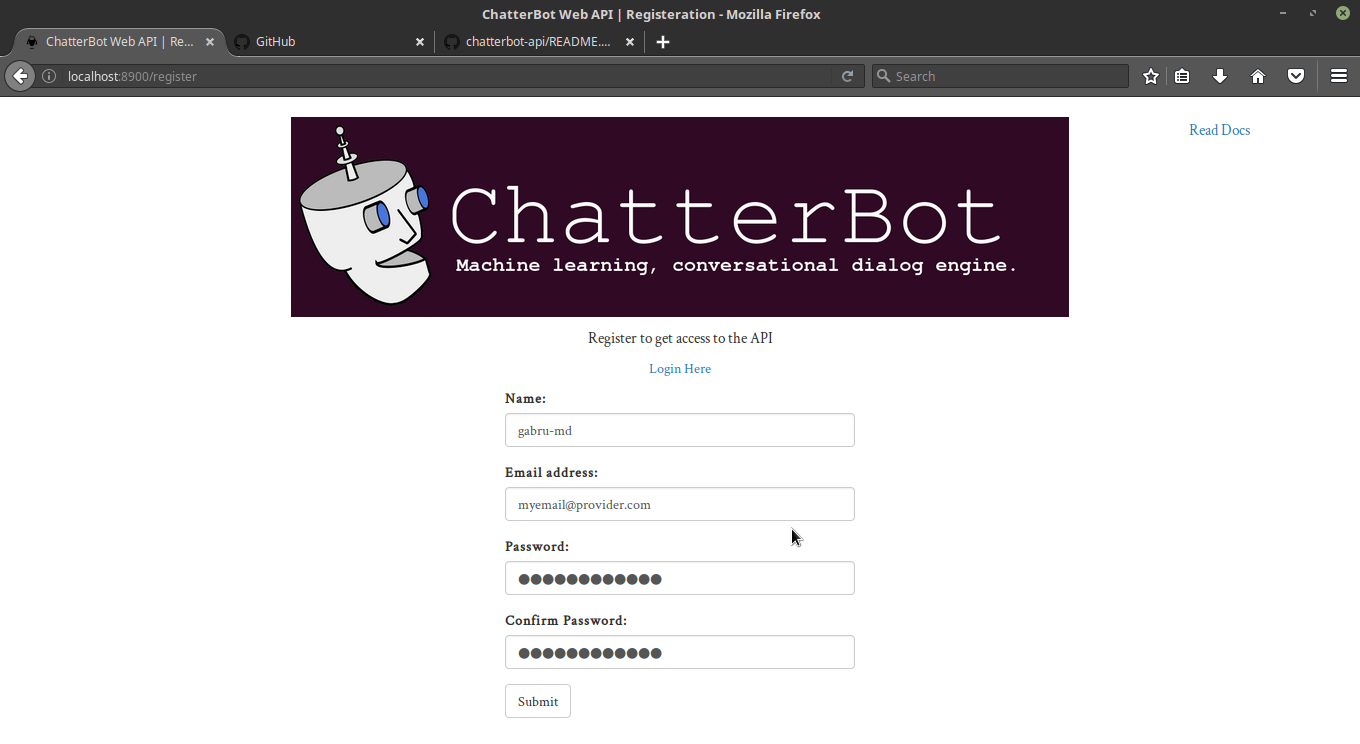 ChatterBot Web API | Registeration - Mozilla Firefox
ChatterBot Web API | Re...
GitHub
chatterbot-api/README....
localhost:8900/register
Search
Read Docs
ChatterBot
Machine learning, conversational dialog engine.
Register to get access to the API
Login Here
Name:
gabru-md
Email address:
myemail@provider.com
Password:
●●●●●●●●●●●●
Confirm Password:
●●●●●●●●●●●●
Submit